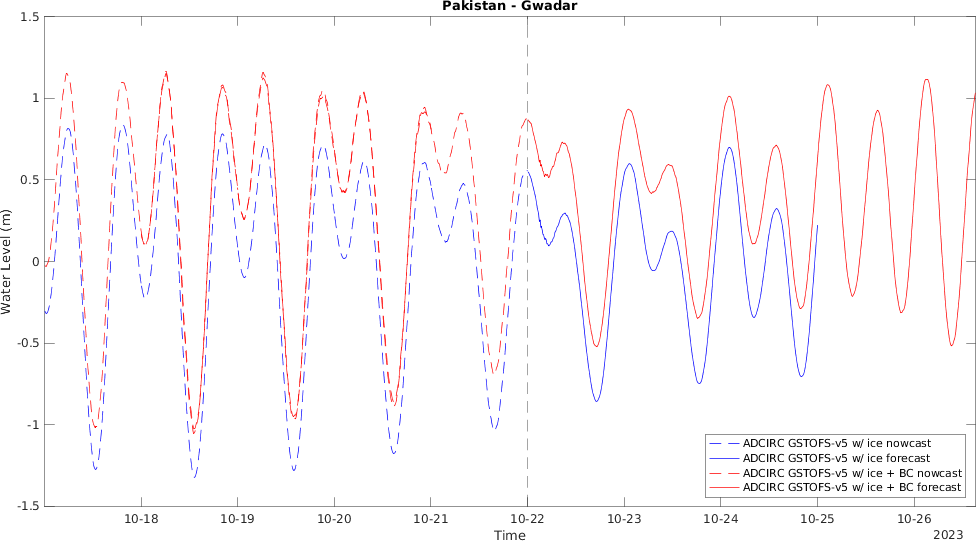 Pakistan - Gwadar
1.5
1
0.5
0
-0.5
-1
-1.5
Water Level (m)
ADCIRC GSTOFS-v5 w/ ice nowcast
ADCIRC GSTOFS-v5 w/ ice forecast
ADCIRC GSTOFS-v5 w/ ice + BC nowcast
ADCIRC GSTOFS-v5 w/ ice + BC forecast
10-18 10-19 10-20 10-21 10-22 10-23 10-24 10-25 10-26
Time
2023